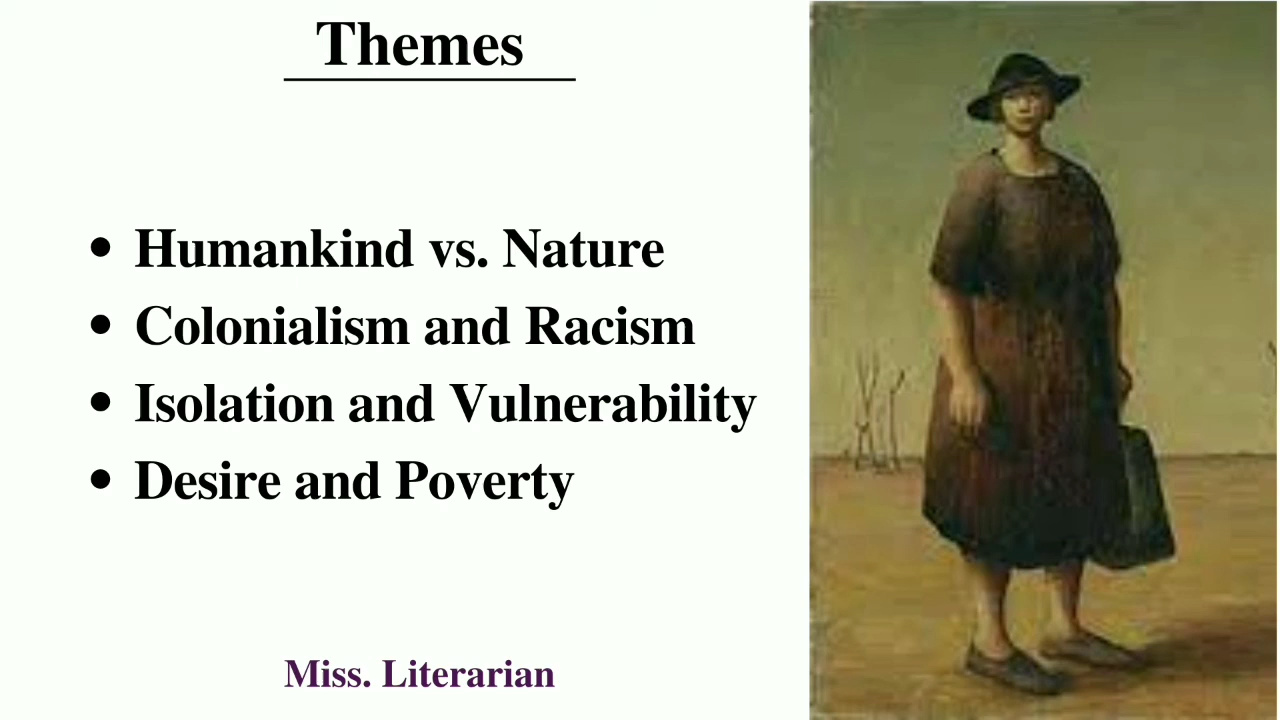 Themes
• Humankind vs. Nature
• Colonialism and Racism
• Isolation and Vulnerability
• Desire and Poverty
Miss. Literarian